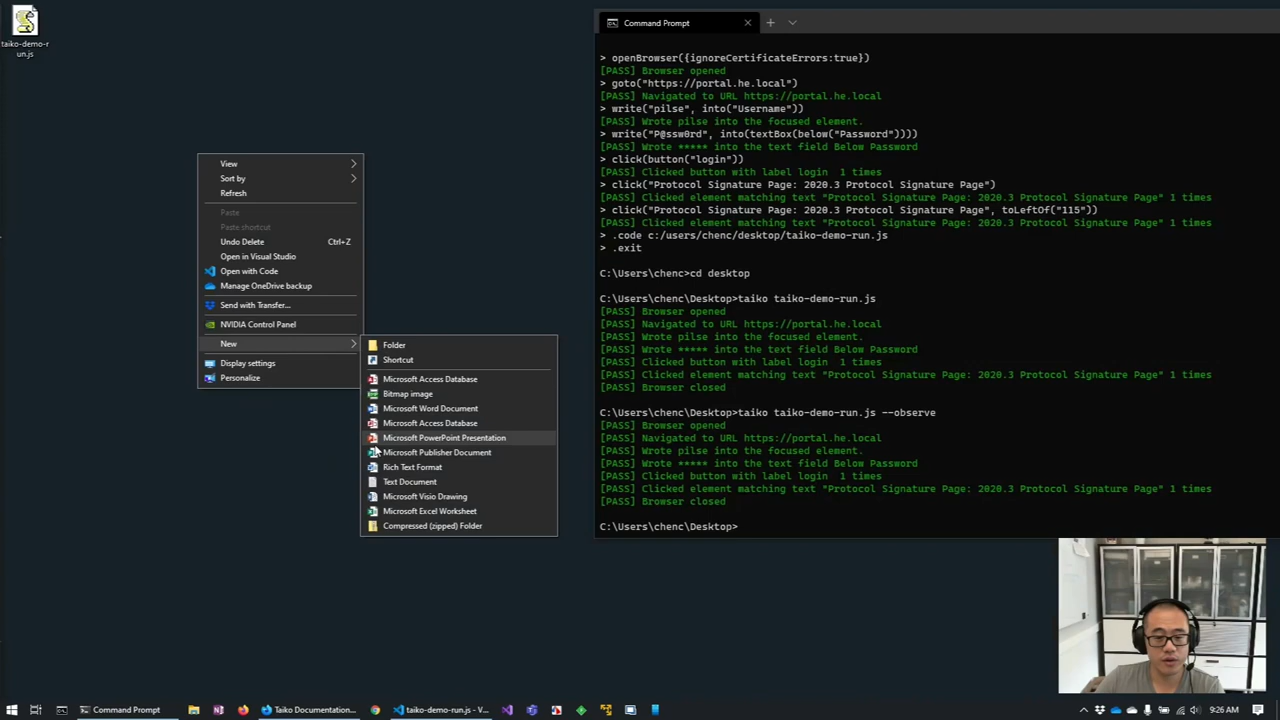 taiko-demo-r
un.js
Command Prompt
> openBrowser({ignoreCertificateErrors:true})
[PASS] Browser opened
> goto("https://portal.he.local")
[PASS] Navigated to URL https://portal.he.local
> write("pilse", into("Username"))
[PASS] Wrote pilse into the focused element.
> write("P@ssw0rd", into(textBox(below("Password"))))
[PASS] Wrote ***** into the text field Below Password
> click(button("login"))
[PASS] Clicked button with label login  1 times
> click("Protocol Signature Page: 2020.3 Protocol Signature Page")
[PASS] Clicked element matching text "Protocol Signature Page: 2020.3 Protocol Signature Page" 1 times
> click("Protocol Signature Page: 2020.3 Protocol Signature Page", toLeftOf("115"))
[PASS] Clicked element matching text "Protocol Signature Page: 2020.3 Protocol Signature Page" 1 times
> .code c:/users/chenc/desktop/taiko-demo-run.js
> .exit
C:\Users\chenc>cd desktop
C:\Users\chenc\Desktop>taiko taiko-demo-run.js
[PASS] Browser opened
[PASS] Navigated to URL https://portal.he.local
[PASS] Wrote pilse into the focused element.
[PASS] Wrote ***** into the text field Below Password
[PASS] Clicked button with label login  1 times
[PASS] Clicked element matching text "Protocol Signature Page: 2020.3 Protocol Signature Page" 1 times
[PASS] Browser closed
C:\Users\chenc\Desktop>taiko taiko-demo-run.js --observe
[PASS] Browser opened
[PASS] Navigated to URL https://portal.he.local
[PASS] Wrote pilse into the focused element.
[PASS] Wrote ***** into the text field Below Password
[PASS] Clicked button with label login  1 times
[PASS] Clicked element matching text "Protocol Signature Page: 2020.3 Protocol Signature Page" 1 times
[PASS] Browser closed
C:\Users\chenc\Desktop>
View
Sort by
Refresh
Paste
Paste shortcut
Undo Delete Ctrl+Z
Open in Visual Studio
Open with Code
Manage OneDrive backup
Send with Transfer...
NVIDIA Control Panel
New
Display settings
Personalize
Folder
Shortcut
Microsoft Access Database
Bitmap image
Microsoft Word Document
Microsoft Access Database
Microsoft PowerPoint Presentation
Microsoft Publisher Document
Rich Text Format
Text Document
Microsoft Visio Drawing
Microsoft Excel Worksheet
Compressed (zipped) Folder
Command Prompt
Taiko Documentation...
taiko-demo-run.js - V...
9:26 AM